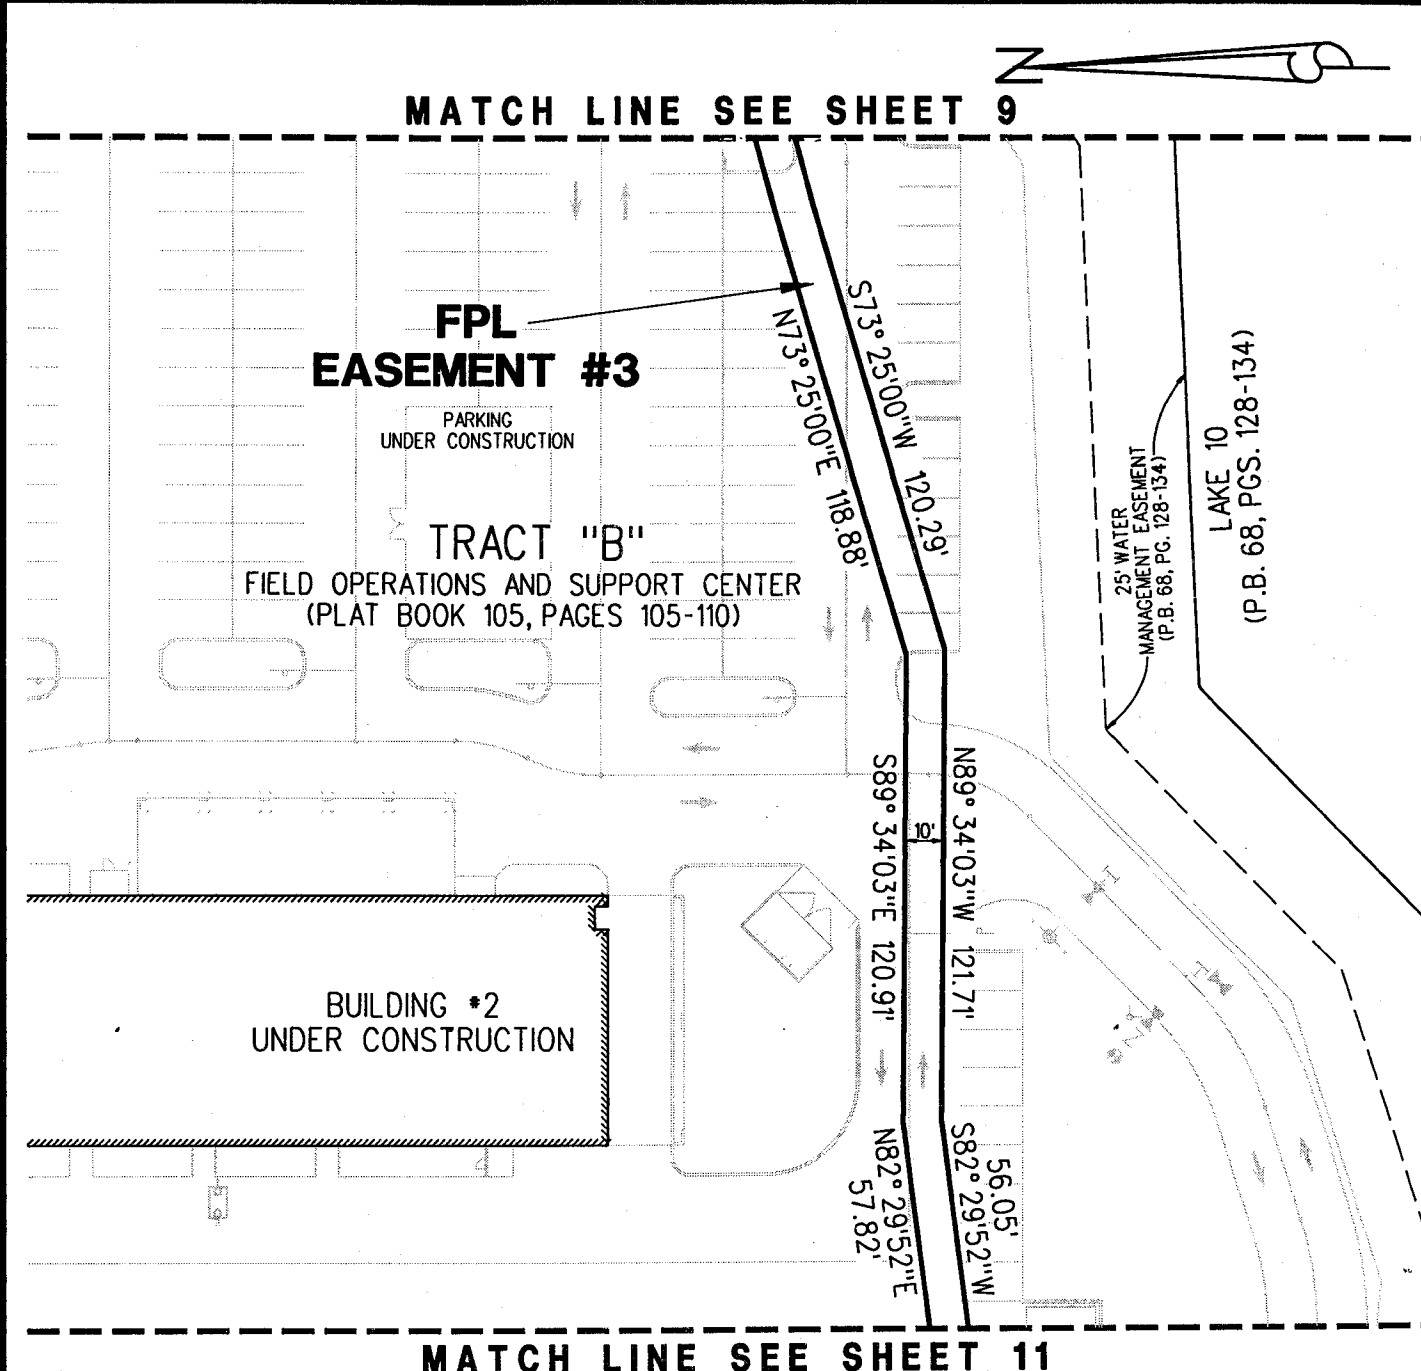 N
MATCH LINE SEE SHEET 9
FPL
EASEMENT #3
PARKING
UNDER CONSTRUCTION
TRACT "B"
FIELD OPERATIONS AND SUPPORT CENTER
(PLAT BOOK 105, PAGES 105-110)
N73° 25'00"E 118.88'
S73° 25'00"W 120.29'
25' WATER
MANAGEMENT EASEMENT
(P.B. 68, PG. 128-134)
LAKE 10
(P.B. 68, PGS. 128-134)
S89° 34'03"E 120.91'
10'
N89° 34'03"W 121.71'
BUILDING #2
UNDER CONSTRUCTION
N82° 29'52"E
57.82'
56.05'
S82° 29'52"W
MATCH LINE SEE SHEET 11